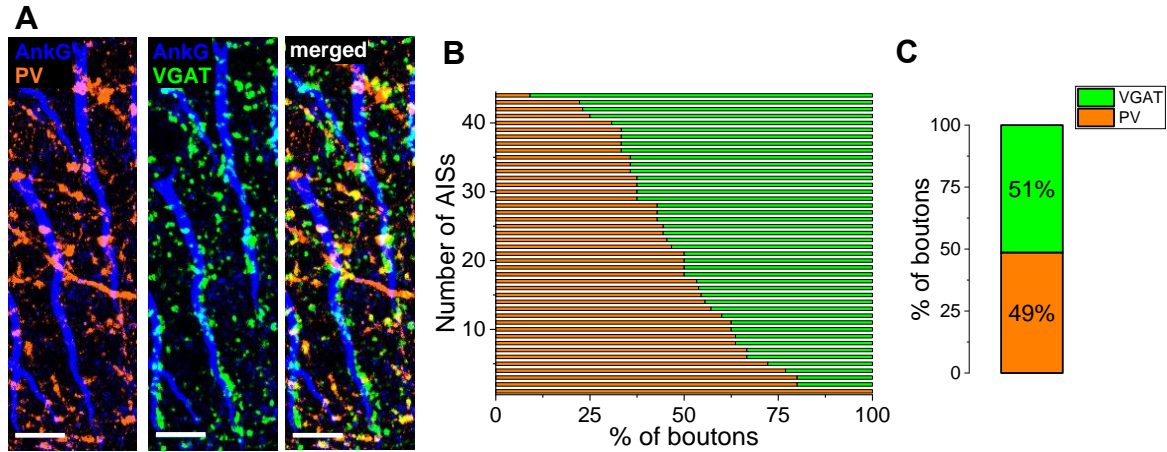 A
AnkG
PV
AnkG
VGAT
merged
B
Number of AISs
40
30
20
10
0
25
50
75
100
% of boutons
C
VGAT
PV
% of boutons
100
75
50
25
0
51%
49%